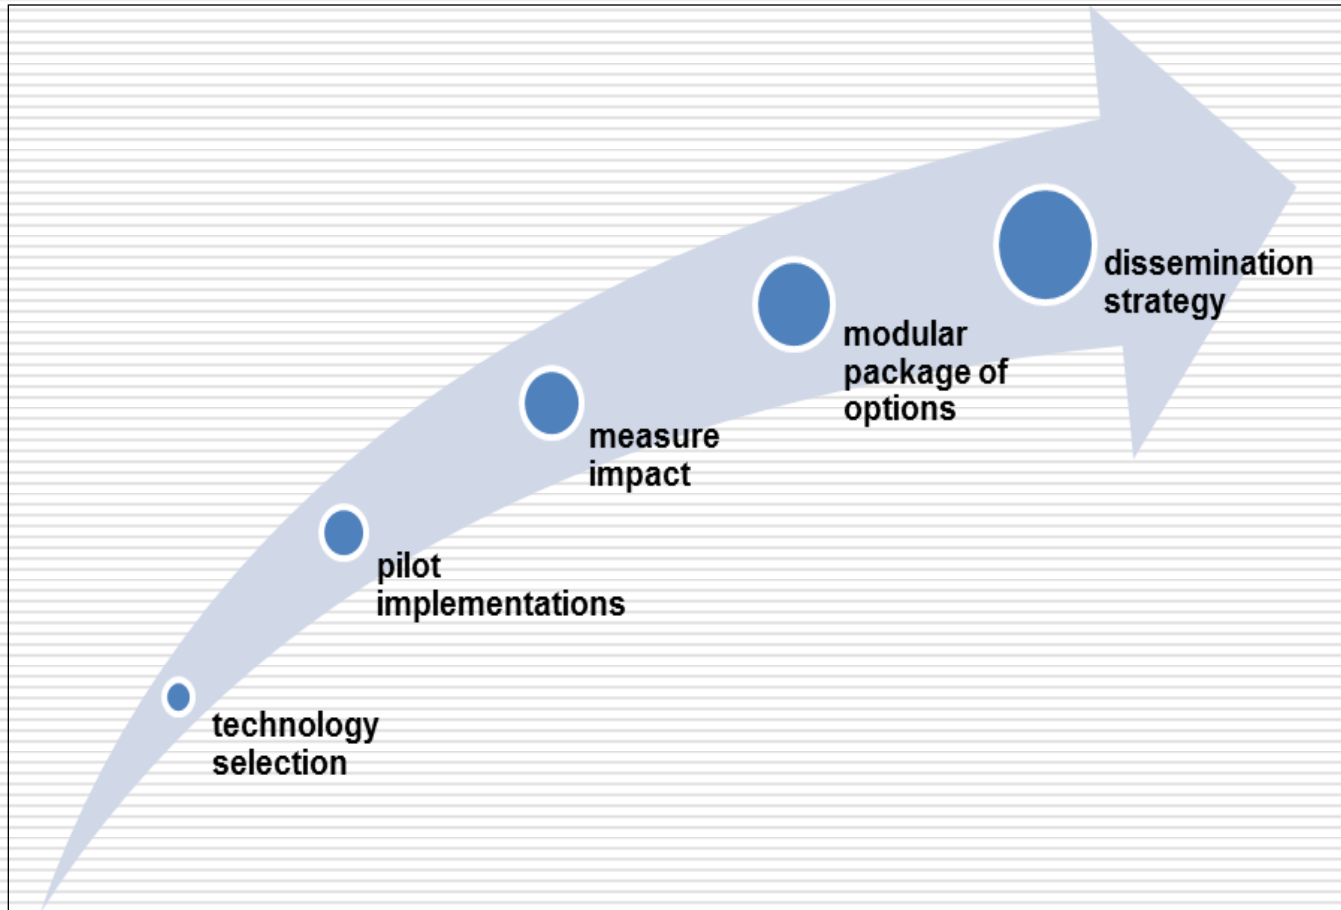 technology
selection
pilot
implementations
measure
impact
modular
package of
options
dissemination
strategy